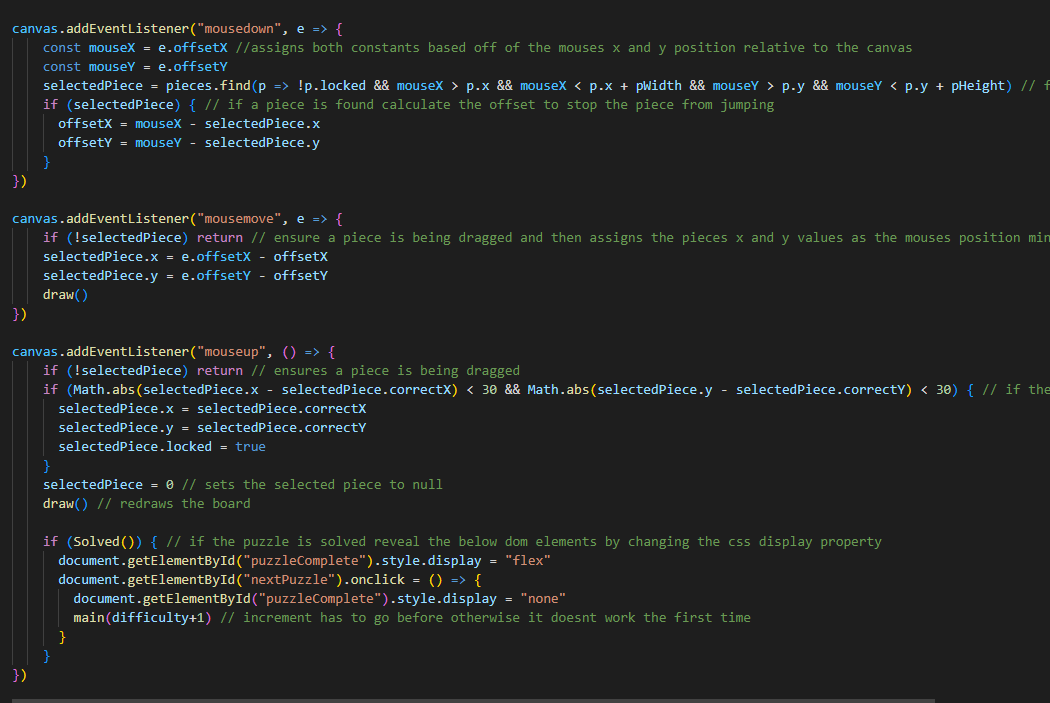 canvas.addEventListener("mousedown", e => {
    const mouseX = e.offsetX //assigns both constants based off of the mouses x and y position relative to the canvas
    const mouseY = e.offsetY
    selectedPiece = pieces.find(p => !p.locked && mouseX > p.x && mouseX < p.x + pWidth && mouseY > p.y && mouseY < p.y + pHeight) //
    if (selectedPiece) { // if a piece is found calculate the offset to stop the piece from jumping
      offsetX = mouseX - selectedPiece.x
      offsetY = mouseY - selectedPiece.y
    }
})
canvas.addEventListener("mousemove", e => {
    if (!selectedPiece) return // ensure a piece is being dragged and then assigns the pieces x and y values as the mouses position min
    selectedPiece.x = e.offsetX - offsetX
    selectedPiece.y = e.offsetY - offsetY
    draw()
})
canvas.addEventListener("mouseup", () => {
    if (!selectedPiece) return // ensures a piece is being dragged
    if (Math.abs(selectedPiece.x - selectedPiece.correctX) < 30 && Math.abs(selectedPiece.y - selectedPiece.correctY) < 30) { // if the
      selectedPiece.x = selectedPiece.correctX
      selectedPiece.y = selectedPiece.correctY
      selectedPiece.locked = true
    }
    selectedPiece = 0 // sets the selected piece to null
    draw() // redraws the board
    if (Solved()) { // if the puzzle is solved reveal the below dom elements by changing the css display property
      document.getElementById("puzzleComplete").style.display = "flex"
      document.getElementById("nextPuzzle").onclick = () => {
        document.getElementById("puzzleComplete").style.display = "none"
        main(difficulty+1) // increment has to go before otherwise it doesnt work the first time
      }
    }
})